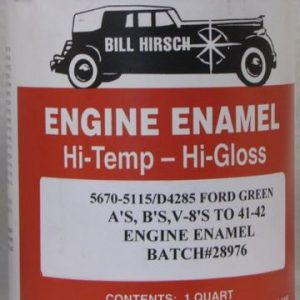 BILL HIRSCH
ENGINE ENAMEL
Hi-Temp – Hi-Gloss
5670-5115/D4285 FORD GREEN
A'S, B'S,V-8'S TO 41-42
ENGINE ENAMEL
BATCH#28976
CONTENTS: 1 QUART